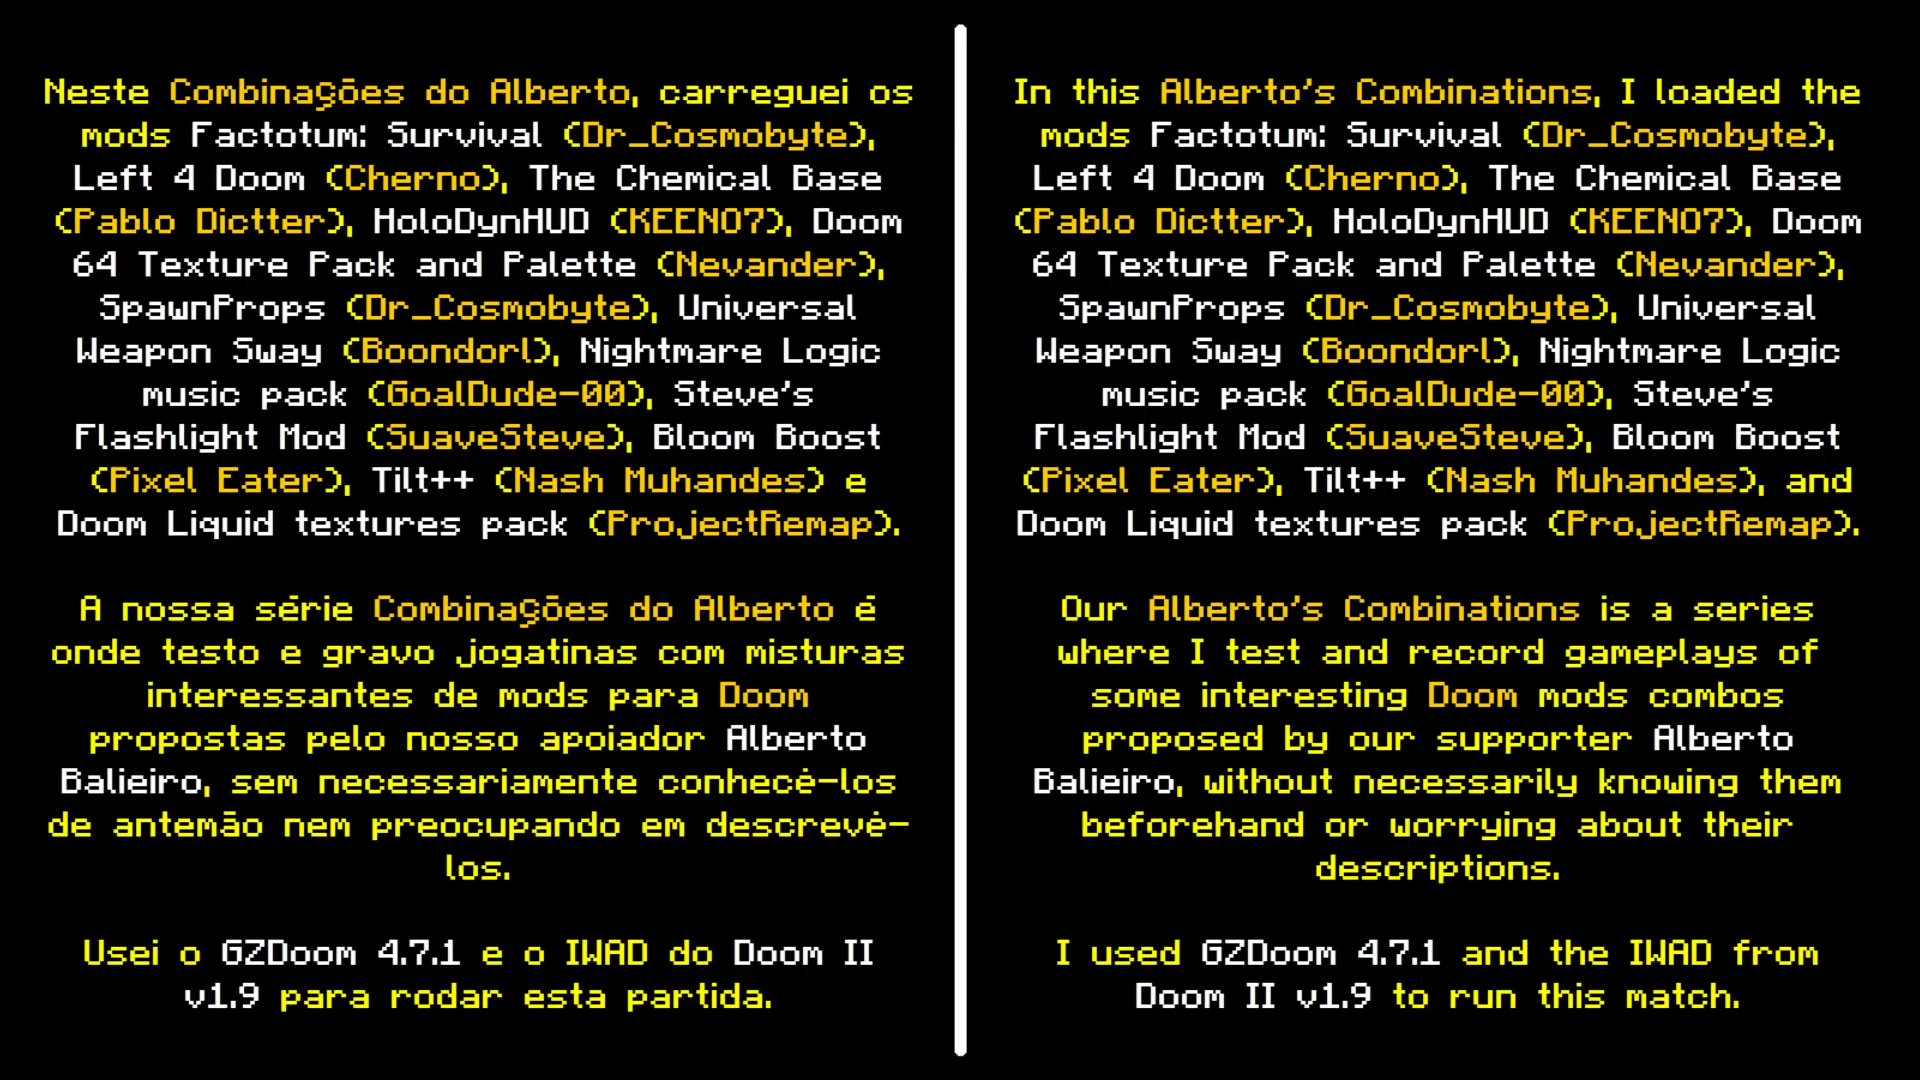 Neste Combinações do Alberto, carreguei os
mods Factotum: Survival (Dr_Cosmobyte),
Left 4 Doom (Cherno), The Chemical Base
(Pablo Dictter), HoloDynHUD (KEEN07), Doom
64 Texture Pack and Palette (Nevander),
SpawnProps (Dr_Cosmobyte), Universal
Weapon Sway (Boondorl), Nightmare Logic
music pack (GoalDude-00), Steve's
Flashlight Mod (SuaveSteve), Bloom Boost
(Pixel Eater), Tilt++ (Nash Muhandes) e
Doom Liquid textures pack (ProjectRemap).

A nossa série Combinações do Alberto é
onde testo e gravo jogatinas com misturas
interessantes de mods para Doom
propostas pelo nosso apoiador Alberto
Balieiro, sem necessariamente conhecê-los
de antemão nem preocupando em descrevê-
los.

Usei o GZDoom 4.7.1 e o IWAD do Doom II
v1.9 para rodar esta partida.

In this Alberto's Combinations, I loaded the
mods Factotum: Survival (Dr_Cosmobyte),
Left 4 Doom (Cherno), The Chemical Base
(Pablo Dictter), HoloDynHUD (KEEN07), Doom
64 Texture Pack and Palette (Nevander),
SpawnProps (Dr_Cosmobyte), Universal
Weapon Sway (Boondorl), Nightmare Logic
music pack (GoalDude-00), Steve's
Flashlight Mod (SuaveSteve), Bloom Boost
(Pixel Eater), Tilt++ (Nash Muhandes), and
Doom Liquid textures pack (ProjectRemap).

Our Alberto's Combinations is a series
where I test and record gameplays of
some interesting Doom mods combos
proposed by our supporter Alberto
Balieiro, without necessarily knowing them
beforehand or worrying about their
descriptions.

I used GZDoom 4.7.1 and the IWAD from
Doom II v1.9 to run this match.